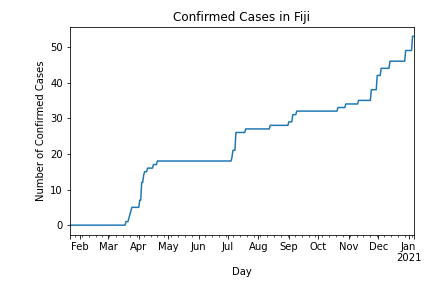 Confirmed Cases in Fiji
Number of Confirmed Cases
50
40
30
20
10
0
Feb Mar Apr May Jun Jul Aug Sep Oct Nov Dec Jan
2021
Day